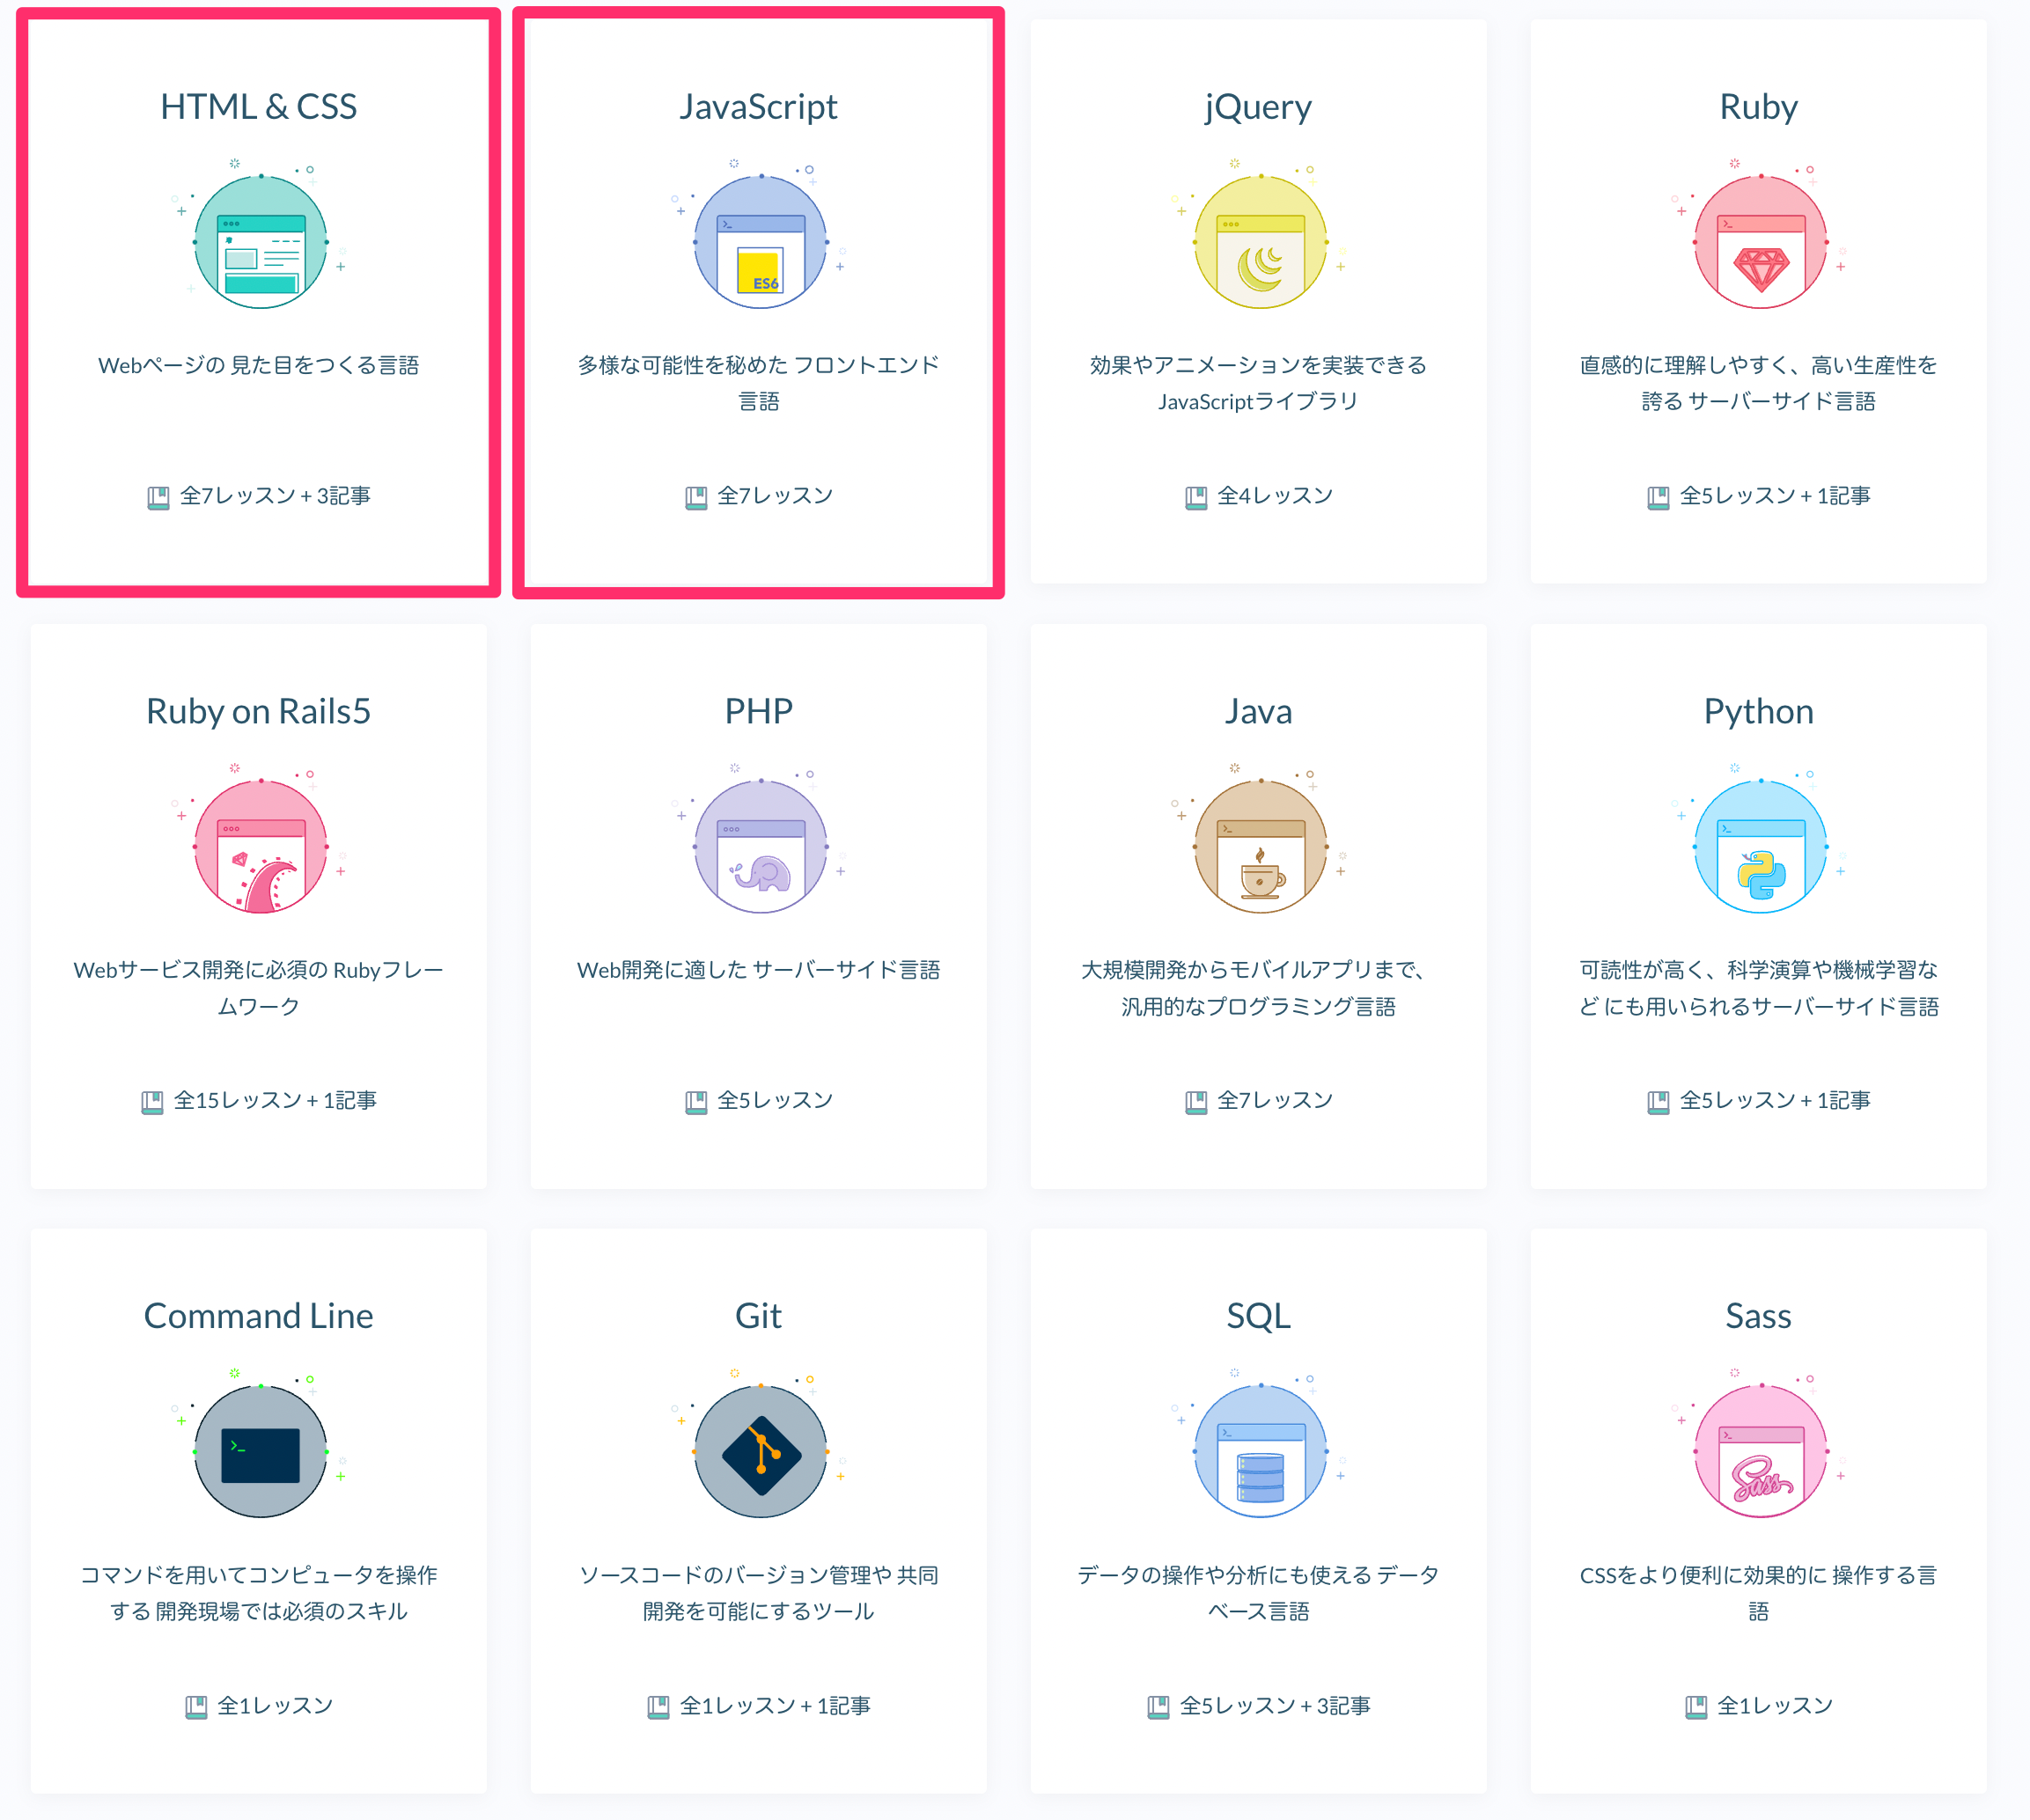 HTML & CSS
ES6
Webページの 見た目をつくる言語
全7レッスン + 3記事
JavaScript
多様な可能性を秘めた フロントエンド
言語
全7レッスン
jQuery
効果やアニメーションを実装できる
JavaScriptライブラリ
全4レッスン
Ruby
直感的に理解しやすく、高い生産性を
誇る サーバーサイド言語
全5レッスン + 1記事
Ruby on Rails5
Webサービス開発に必須の Rubyフレー
ムワーク
全15レッスン + 1記事
PHP
Web開発に適した サーバーサイド言語
全5レッスン
Java
大規模開発からモバイルアプリまで、
汎用的なプログラミング言語
全7レッスン
Python
可読性が高く、科学演算や機械学習な
ど にも用いられるサーバーサイド言語
全5レッスン + 1記事
Command Line
コマンドを用いてコンピュータを操作
する 開発現場では必須のスキル
全1レッスン
Git
ソースコードのバージョン管理や 共同
開発を可能にするツール
全1レッスン + 1記事
SQL
データの操作や分析にも使える データ
ベース言語
全5レッスン + 3記事
Sass
Sass
CSSをより便利に効果的に 操作する言
語
全1レッスン